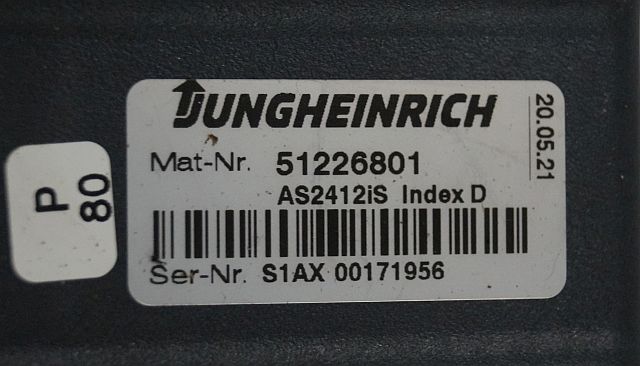 JUNGHEINRICH
20.05.21
Mat-Nr. 51226801
AS2412iS Index D
Ser-Nr. S1AX 00171956
P
80